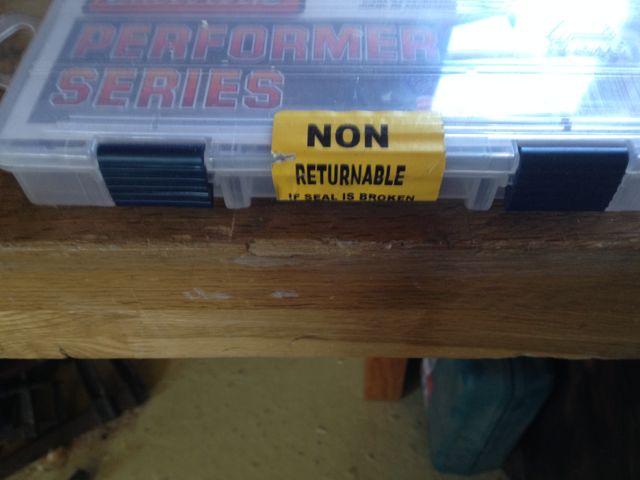 PERFORMER
SERIES
NON
RETURNABLE
IF SEAL IS BROKEN